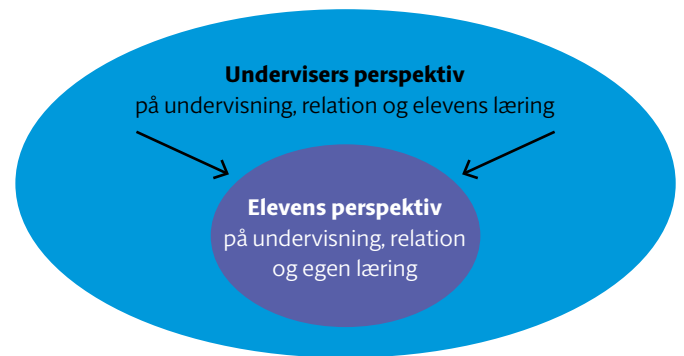 Undervisers perspektiv
på undervisning, relation og elevens læring
Elevens perspektiv
på undervisning, relation
og egen læring